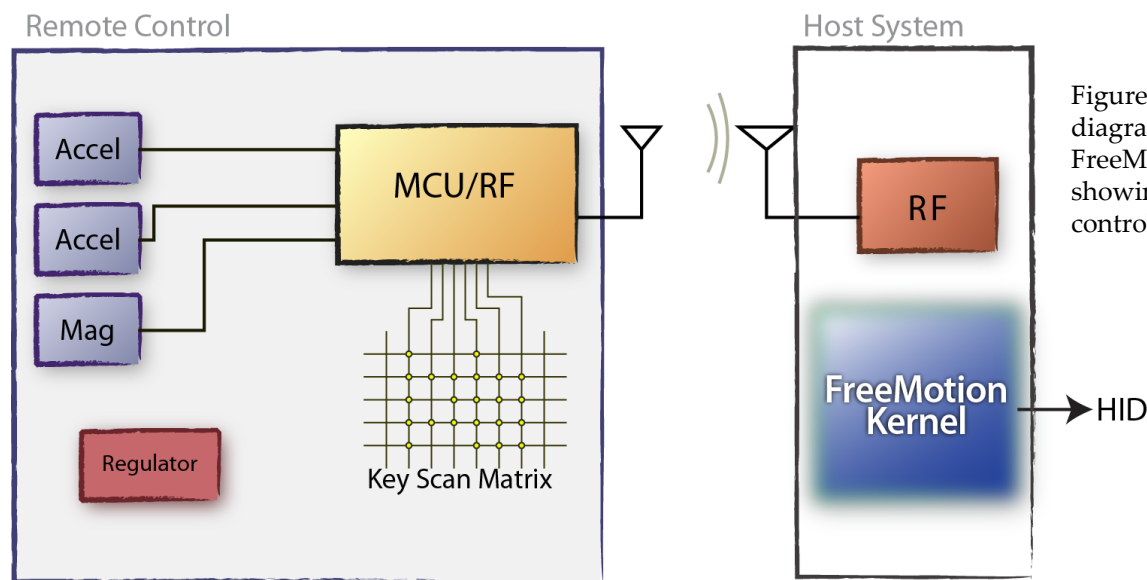 Remote Control
Host System
Accel
Accel
Mag
MCU/RF
Regulator
Key Scan Matrix
RF
FreeMotion
Kernel
HID
Figure
diagra
FreeM
showin
contro